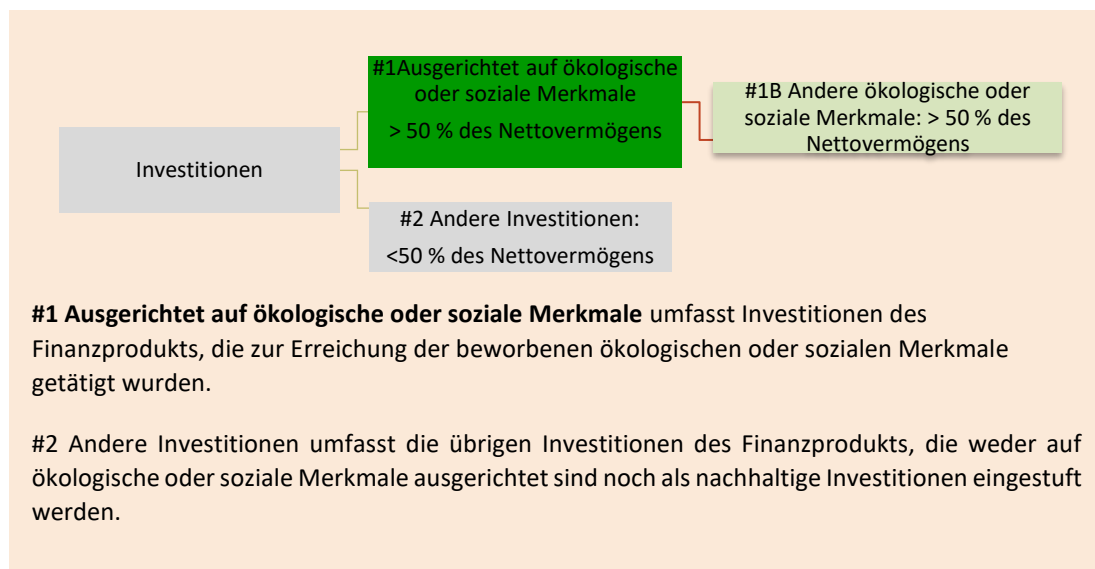 #1Ausgerichtet auf ökologische
oder soziale Merkmale
> 50 % des Nettovermögens
#1B Andere ökologische oder
soziale Merkmale: > 50 % des
Nettovermögens
Investitionen
#2 Andere Investitionen:
<50 % des Nettovermögens
#1 Ausgerichtet auf ökologische oder soziale Merkmale umfasst Investitionen des
Finanzprodukts, die zur Erreichung der beworbenen ökologischen oder sozialen Merkmale
getätigt wurden.
#2 Andere Investitionen umfasst die übrigen Investitionen des Finanzprodukts, die weder auf
ökologische oder soziale Merkmale ausgerichtet sind noch als nachhaltige Investitionen eingestuft
werden.